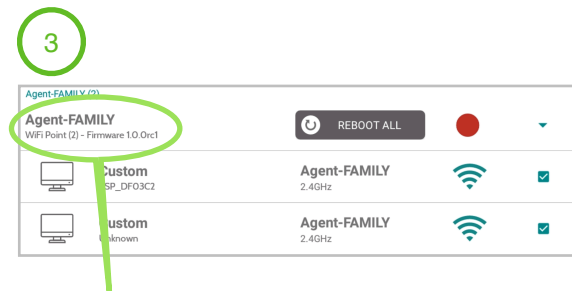 3
Agent-FAMILY (2)
Agent-FAMILY
WiFi Point (2) - Firmware 1.0.0rc1
REBOOT ALL
Custom
ESP_DF03C2
Agent-FAMILY
2.4GHz
Custom
Unknown
Agent-FAMILY
2.4GHz